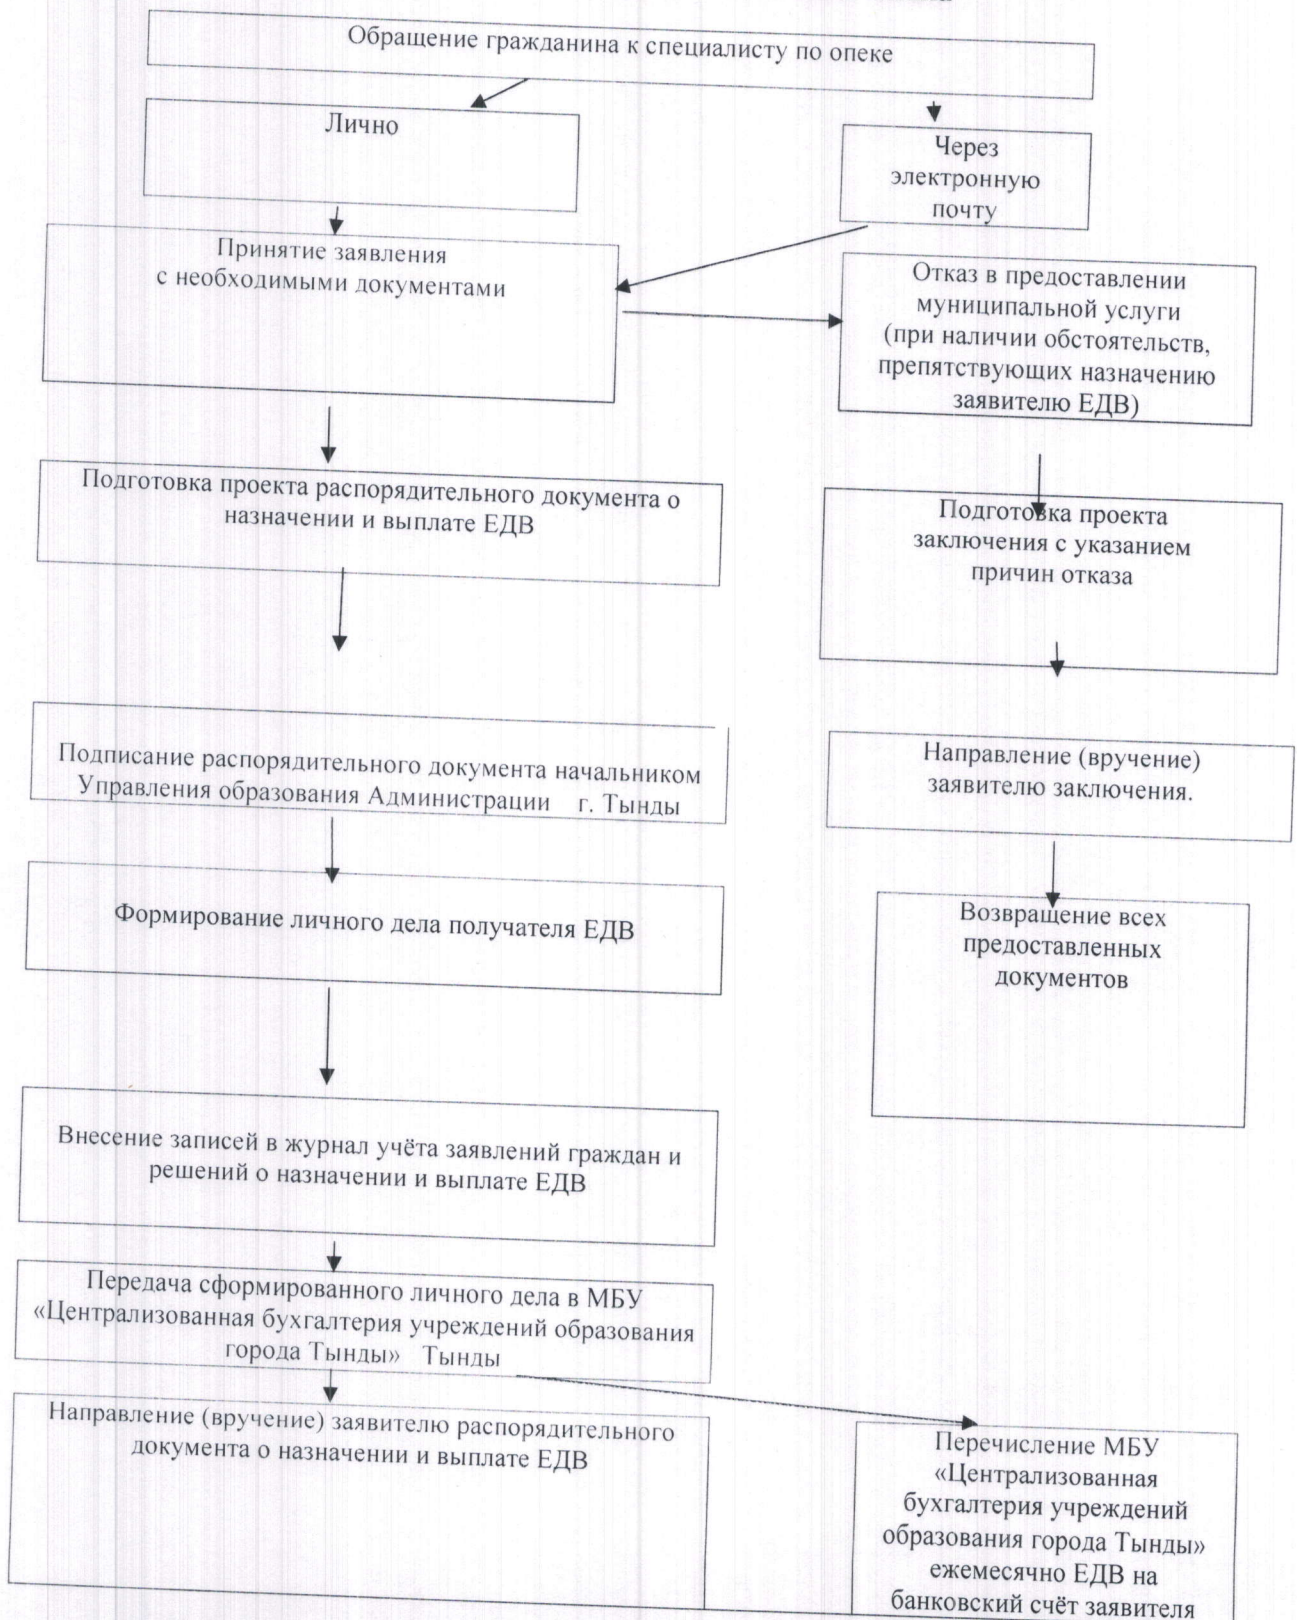 Обращение гражданина к специалисту по опеке
Лично
Через
электронную
почту
Принятие заявления
с необходимыми документами
Отказ в предоставлении
муниципальной услуги
(при наличии обстоятельств,
препятствующих назначению
заявителю ЕДВ)
Подготовка проекта распорядительного документа о
назначении и выплате ЕДВ
Подготовка проекта
заключения с указанием
причин отказа
Подписание распорядительного документа начальником
Управления образования Администрации г. Тынды
Направление (вручение)
заявителю заключения.
Формирование личного дела получателя ЕДВ
Возвращение всех
предоставленных
документов
Внесение записей в журнал учёта заявлений граждан и
решений о назначении и выплате ЕДВ
Передача сформированного личного дела в МБУ
«Централизованная бухгалтерия учреждений образования
города Тынды» Тынды
Направление (вручение) заявителю распорядительного
документа о назначении и выплате ЕДВ
Перечисление МБУ
«Централизованная
бухгалтерия учреждений
образования города Тынды»
ежемесячно ЕДВ на
банковский счёт заявителя